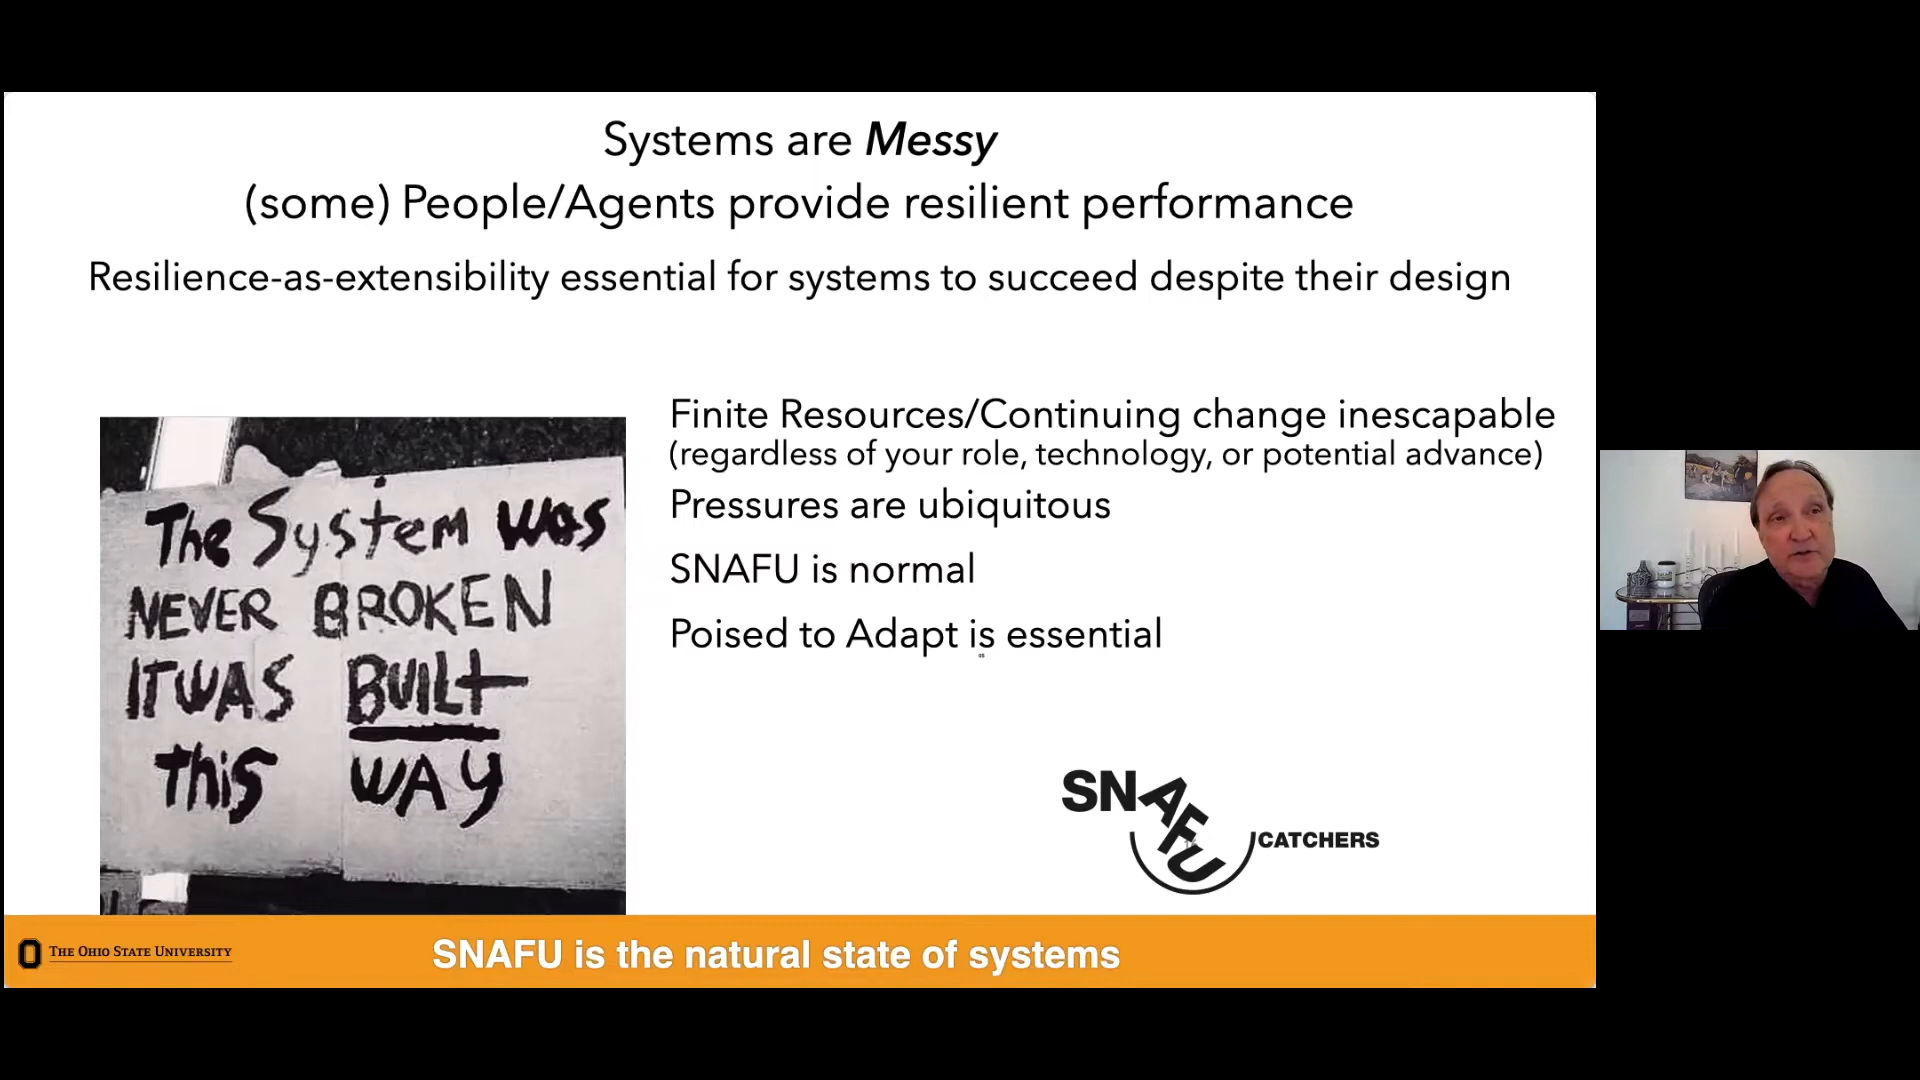 Systems are Messy
(some) People/Agents provide resilient performance
Resilience-as-extensibility essential for systems to succeed despite their design
The System was
NEVER BROKEN
IT WAS BUILT
this WAY
Finite Resources/Continuing change inescapable
(regardless of your role, technology, or potential advance)
Pressures are ubiquitous
SNAFU is normal
Poised to Adapt is essential
SNAFU CATCHERS
THE OHIO STATE UNIVERSITY
SNAFU is the natural state of systems